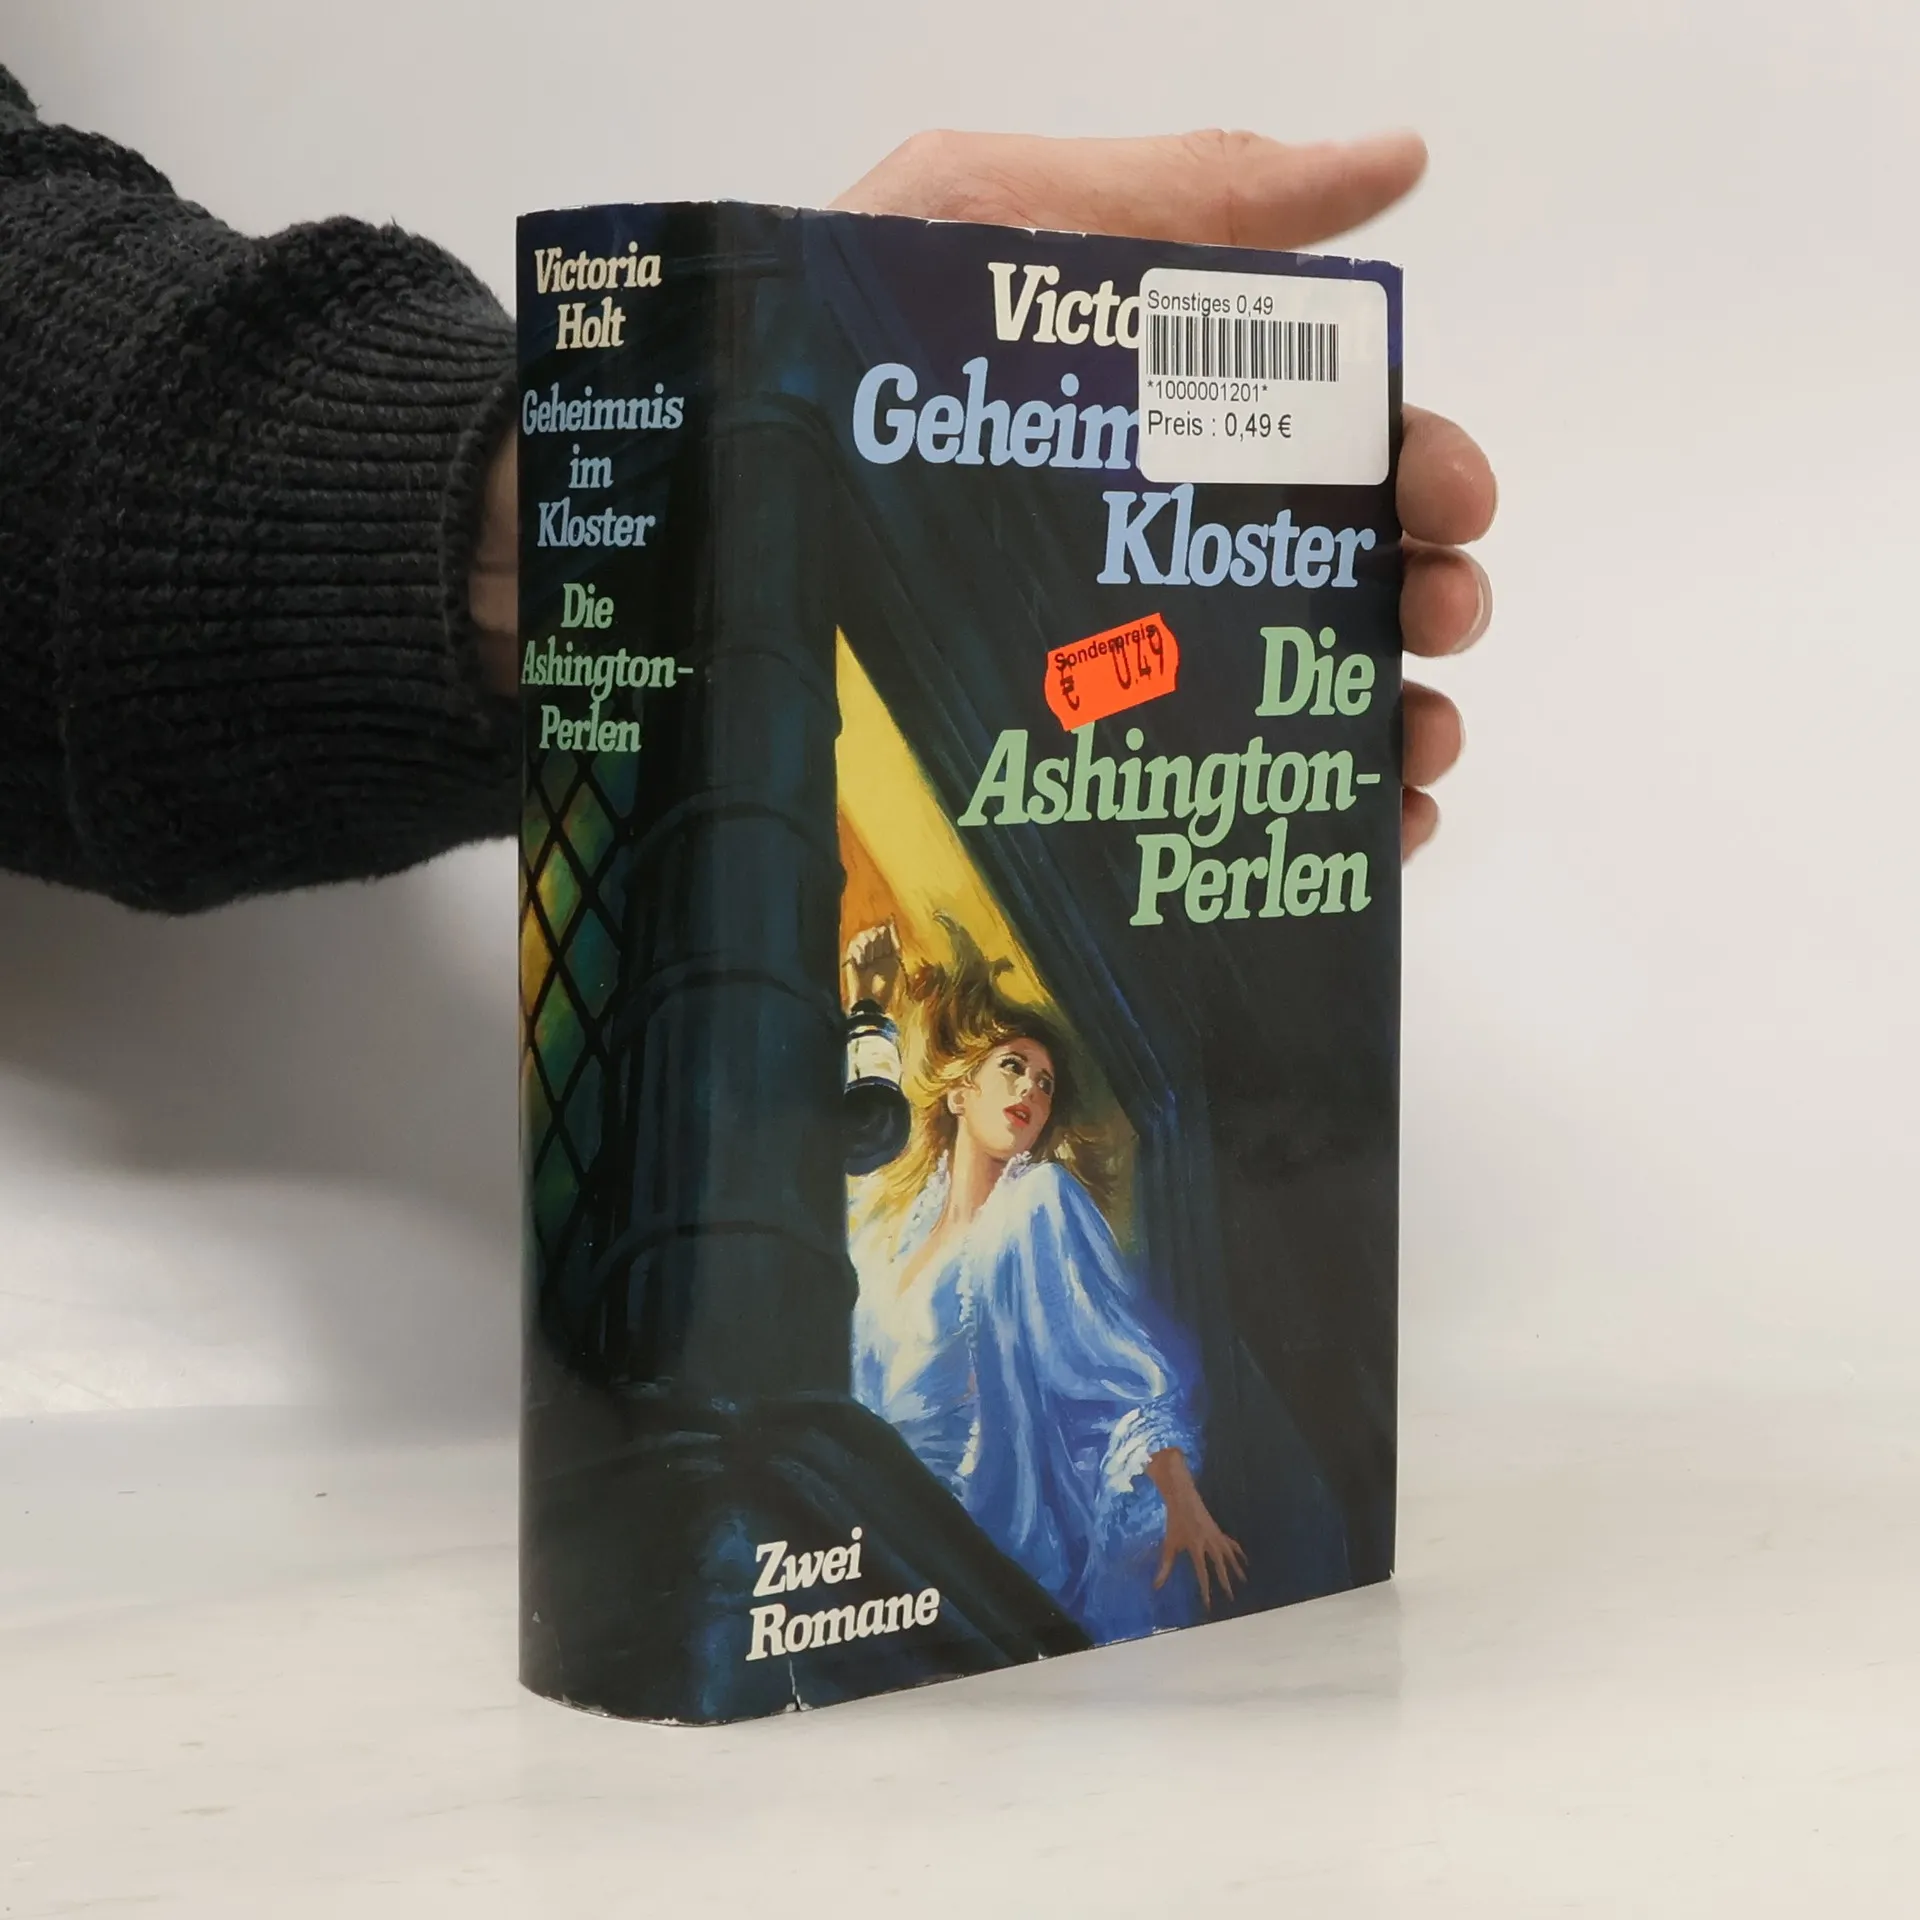 Victoria
Holt
Geheimnis
im
Kloster
Die
Ashington-
Perlen
Victo
Geheim
Kloster
Die
Ashington-
Perlen
Zwei
Romane
Sonstiges 0,49
*1000001201*
Preis : 0,49 €
Sonderpreis
€ 0.49